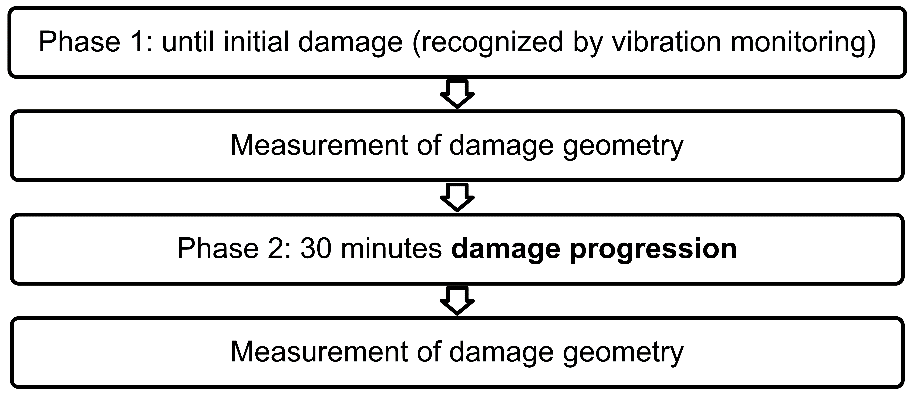 Phase 1: until initial damage (recognized by vibration monitoring)
Measurement of damage geometry
Phase 2: 30 minutes damage progression
Measurement of damage geometry